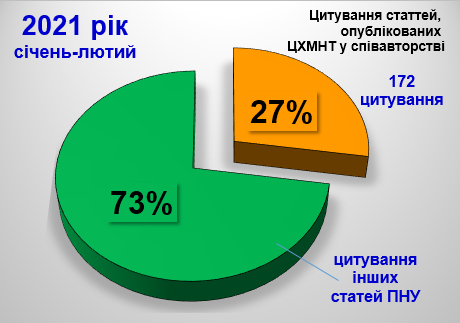 2021 рік
січень-лютий
Цитування статтей,
опублікованих
ЦХМНТ у співавторстві
172
цитування
27%
73%
цитування
інших
статей ПНУ